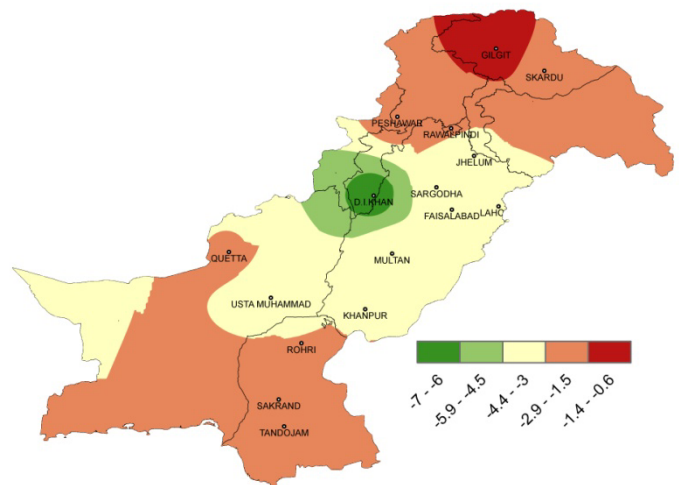 GILGIT
SKARDU
PESHAWAR
RAWALPINDI
JHELUM
SARGODHA
D.I.KHAN
FAISALABAD
LAHO
QUETTA
MULTAN
USTA MUHAMMAD
KHANPUR
ROHRI
SAKRAND
TANDOJAM
-7 - -6
-5.9 - -4.5
-4.4 - -3
-2.9 - -1.5
-1.4 - -0.6